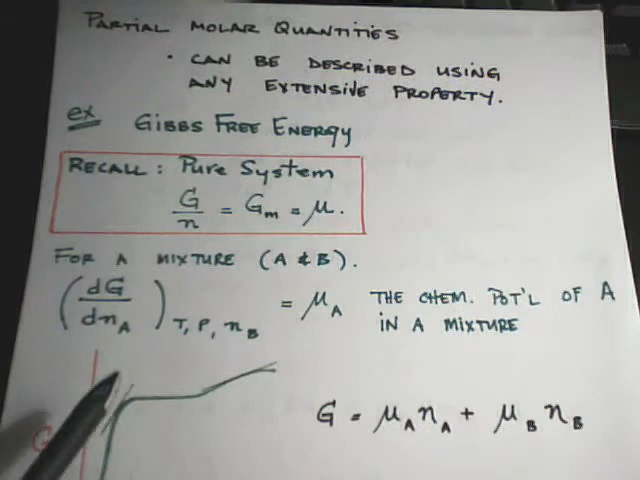 PARTIAL MOLAR QUANTITIES
• CAN BE DESCRIBED USING
ANY EXTENSIVE PROPERTY.
ex GIBBS FREE ENERGY
RECALL: PURE SYSTEM
G/n = Gm = μ.
FOR A MIXTURE (A & B).
(dG/dnA)T, P, nB = μA THE CHEM. POT'L OF A
IN A MIXTURE
G = μAnA + μBnB
G